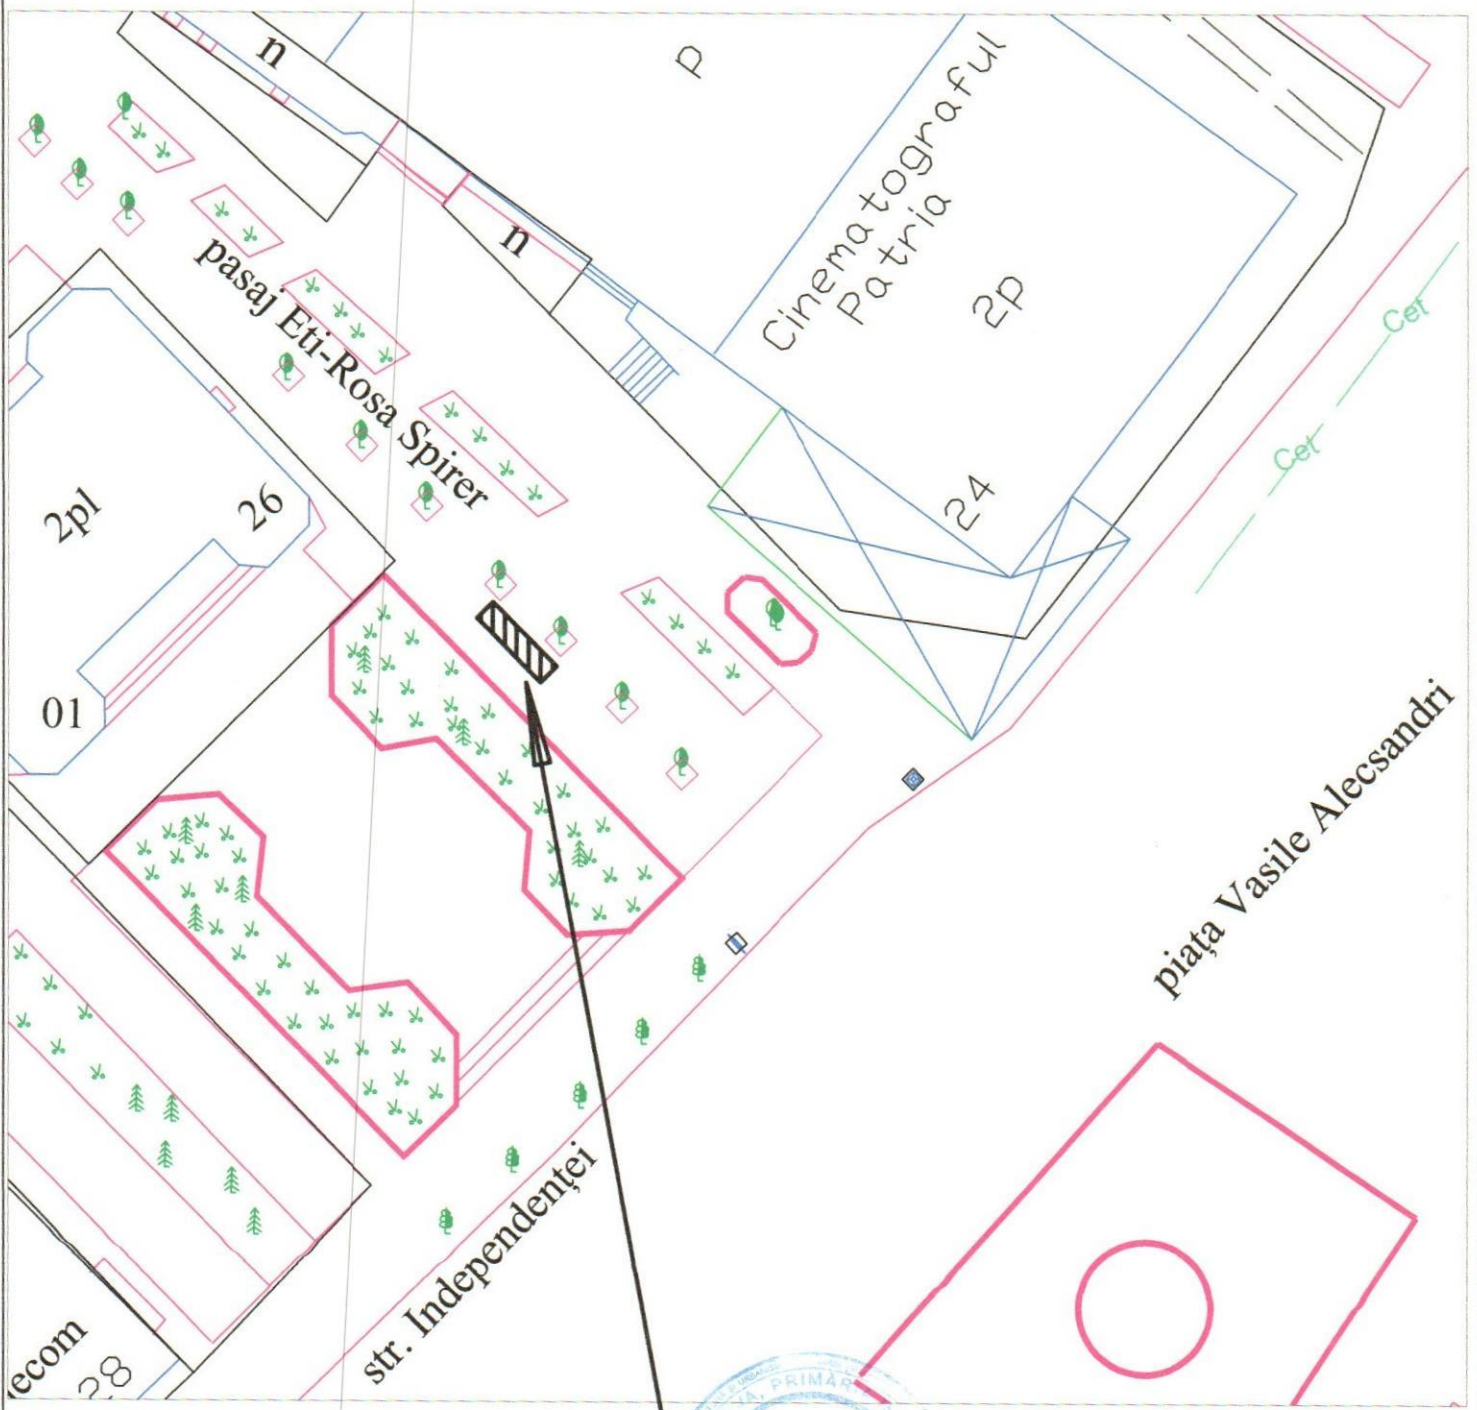 n
p
Cinematograful
Patria
n
2p
pasaj Eti-Rosa Spirer
Cet
Cet
24
26
2pl
01
piața Vasile Alecsandri
str. Independenței
ecom
28
PRIMĂRI